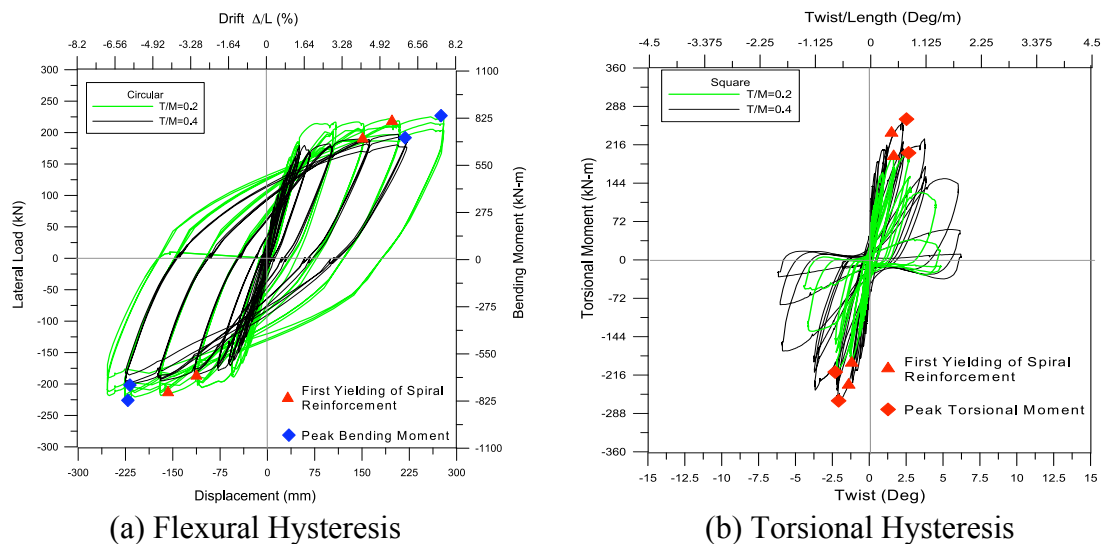 Drift Δ/L (%)
-8.2 -6.56 -4.92 -3.28 -1.64 0 1.64 3.28 4.92 6.56 8.2
300
250
200
150
100
50
0
-50
-100
-150
-200
-250
-300
Lateral Load (kN)
Circular
T/M=0.2
T/M=0.4
1100
825
550
275
0
-275
-550
-825
-1100
Bending Moment (kN-m)
First Yielding of Spiral
Reinforcement
Peak Bending Moment
-300 -225 -150 -75 0 75 150 225 300
Displacement (mm)
(a) Flexural Hysteresis
Twist/Length (Deg/m)
-4.5 -3.375 -2.25 -1.125 0 1.125 2.25 3.375 4.5
360
288
216
144
72
0
-72
-144
-216
-288
-360
Torsional Moment (kN-m)
Square
T/M=0.2
T/M=0.4
First Yielding of Spiral
Reinforcement
Peak Torsional Moment
-15 -12.5 -10 -7.5 -5 -2.5 0 2.5 5 7.5 10 12.5 15
Twist (Deg)
(b) Torsional Hysteresis